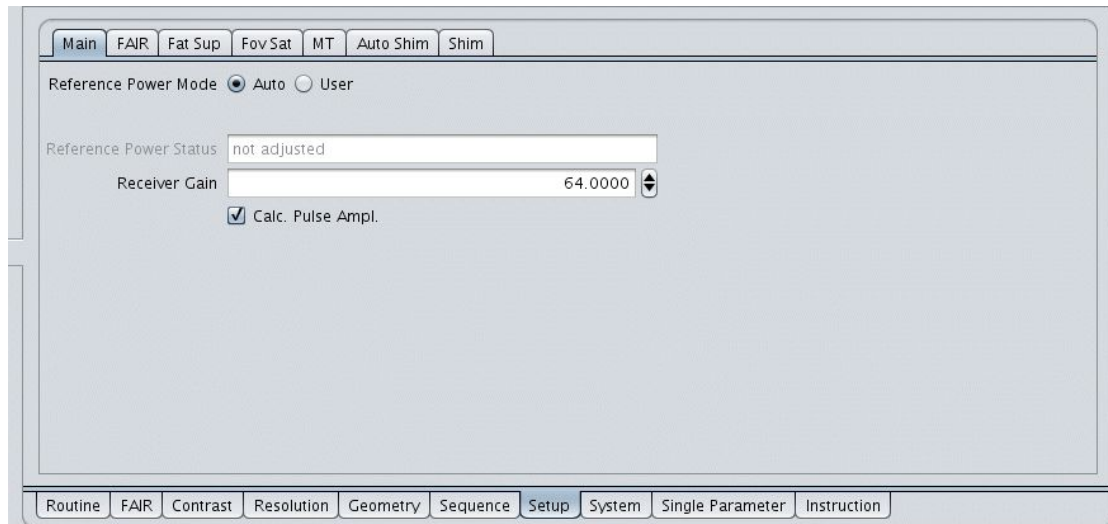 Main FAIR Fat Sup Fov Sat MT Auto Shim Shim
Reference Power Mode Auto User
Reference Power Status not adjusted
Receiver Gain 64.0000
Calc. Pulse Ampl.
Routine FAIR Contrast Resolution Geometry Sequence Setup System Single Parameter Instruction